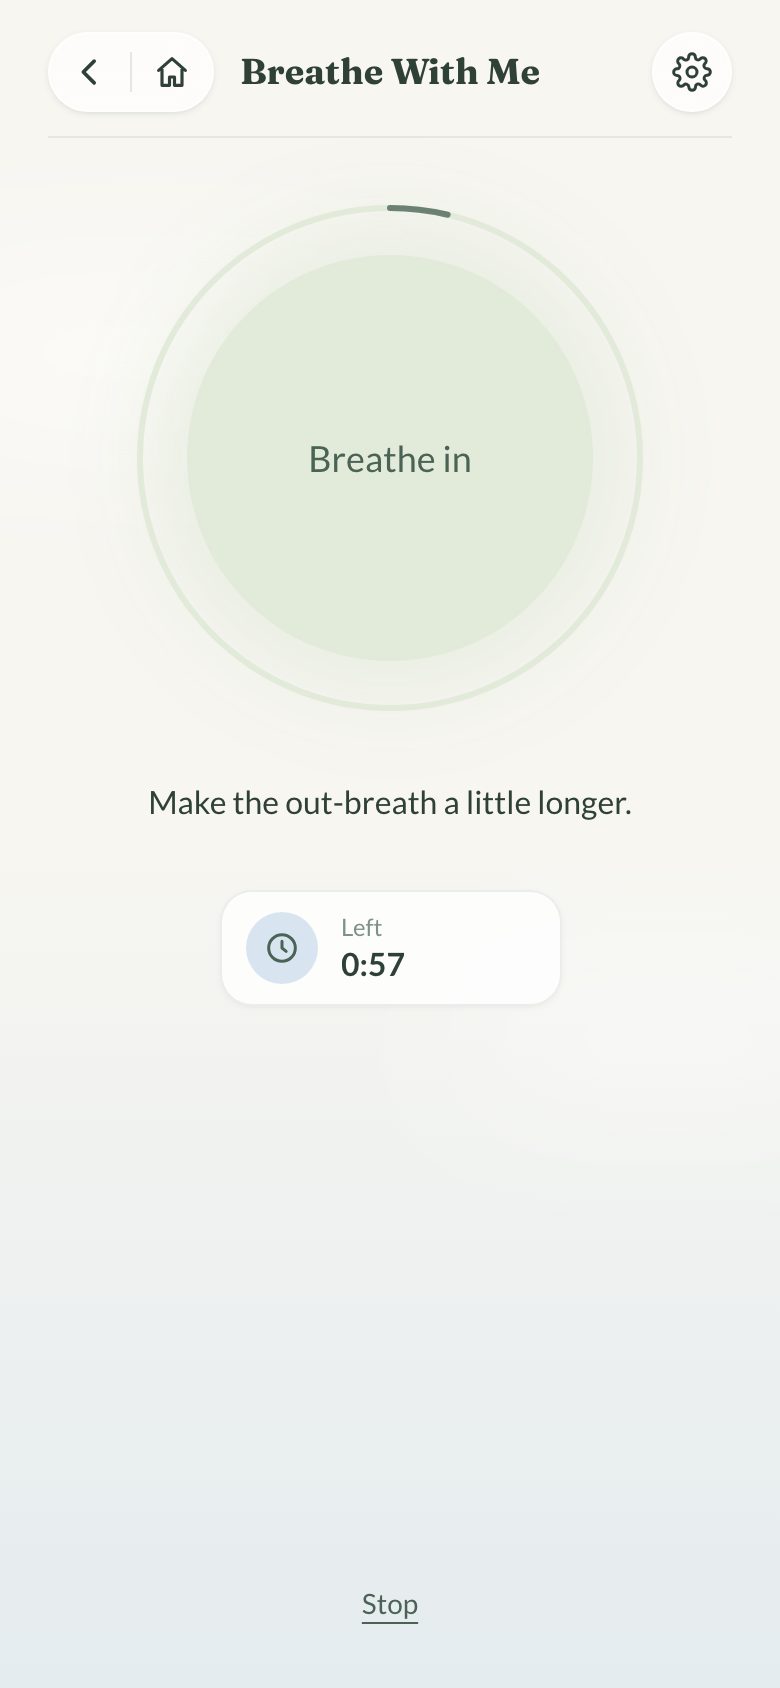 Breathe With Me
Breathe in
Make the out-breath a little longer.
Left
0:57
Stop